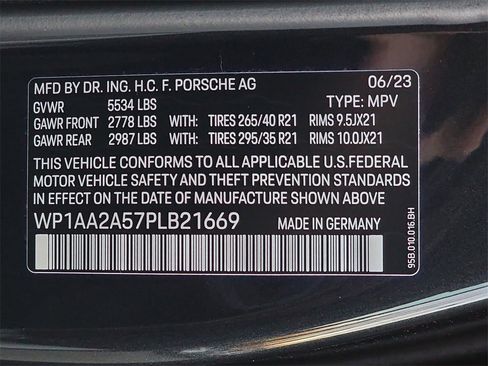 MFD BY DR. ING. H.C. F. PORSCHE AG 06/23
GVWR 5534 LBS TYPE: MPV
GAWR FRONT 2778 LBS WITH: TIRES 265/40 R21 RIMS 9.5JX21
GAWR REAR 2987 LBS WITH: TIRES 295/35 R21 RIMS 10.0JX21
THIS VEHICLE CONFORMS TO ALL APPLICABLE U.S.FEDERAL
MOTOR VEHICLE SAFETY AND THEFT PREVENTION STANDARDS
IN EFFECT ON THE DATE OF MANUFACTURE SHOWN ABOVE.
WP1AA2A57PLB21669 MADE IN GERMANY
95B.010.016.BH